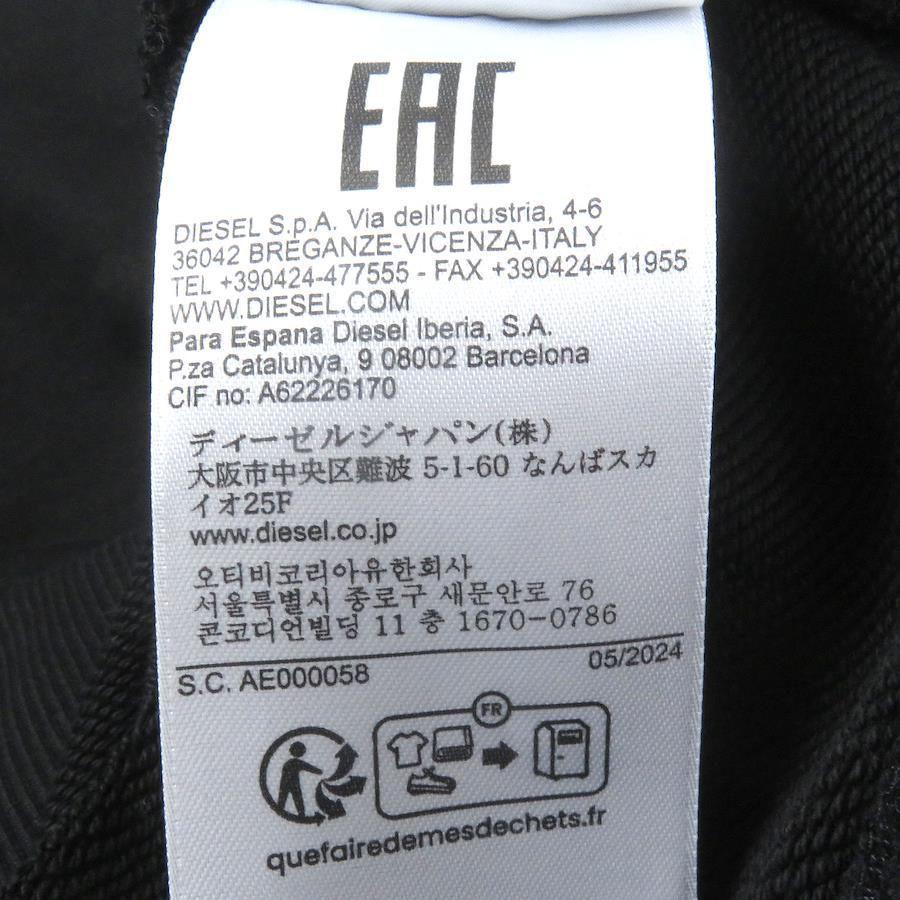 EAC
DIESEL S.p.A. Via dell'Industria, 4-6
36042 BREGANZE-VICENZA-ITALY
TEL +390424-477555 - FAX +390424-411955
WWW.DIESEL.COM
Para Espana Diesel Iberia, S.A.
P.za Catalunya, 9 08002 Barcelona
CIF no: A62226170
ディーゼルジャパン(株)
大阪市中央区難波 5-1-60 なんばスカ
イオ25F
www.diesel.co.jp
오티비코리아유한회사
서울특별시 종로구 새문안로 76
콘코디언빌딩 11 층 1670-0786
S.C. AE000058 05/2024
FR
quefairedemesdechets.fr